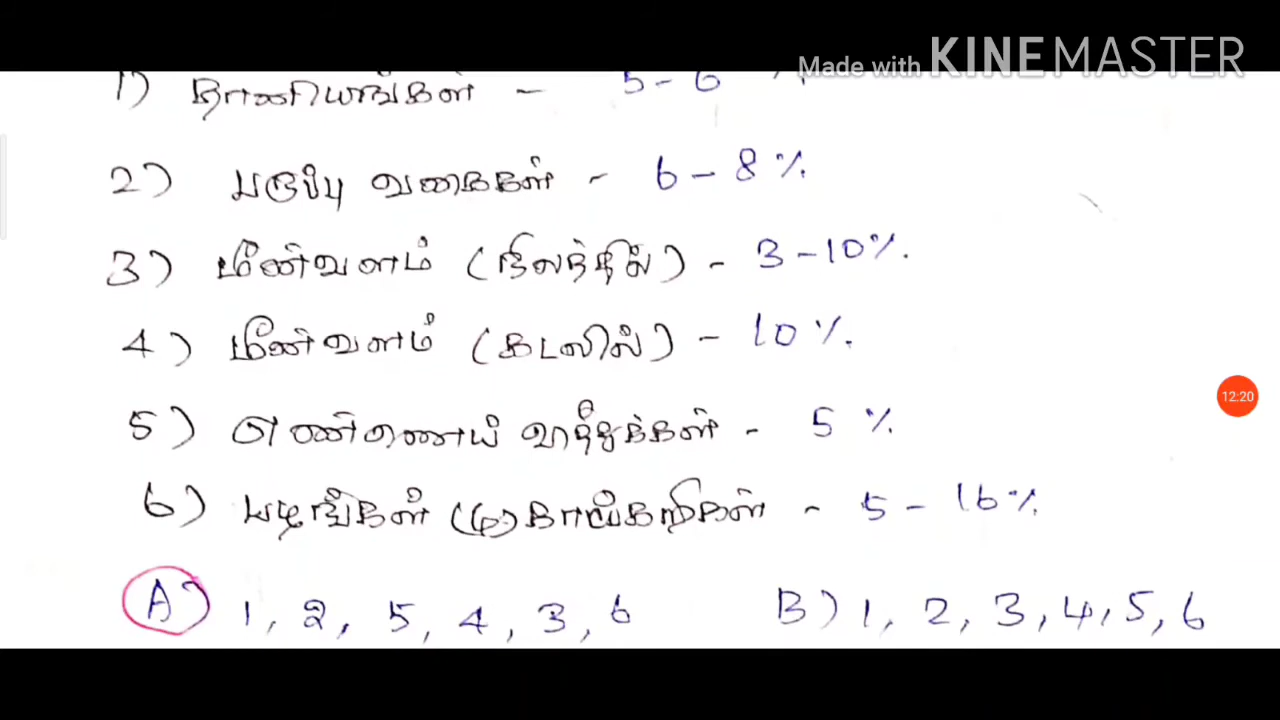 Made with KINEMASTER
1) தானியங்கள் - 5-6 %
2) பருப்பு வகைகள் - 6-8 %
3) மீன்வளம் (நிலத்தில்) - 3-10%.
4) மீன்வளம் (கடலில்) - 10 %.
12:20
5) எண்ணெய் வித்துக்கள் - 5 %
6) பழங்கள் (மு) காய்கறிகள் - 5-16%
A) 1, 2, 5, 4, 3, 6 B) 1, 2, 3, 4, 5, 6